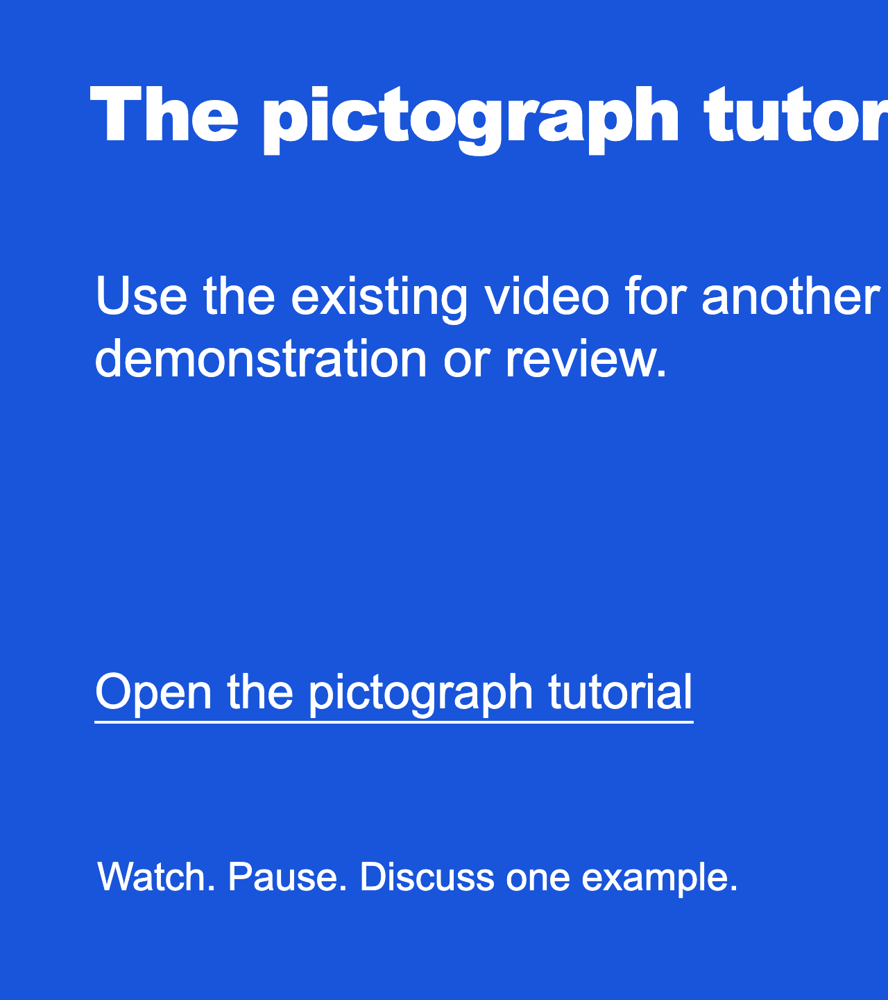 The pictograph tutor
Use the existing video for another
demonstration or review.
Open the pictograph tutorial
Watch. Pause. Discuss one example.